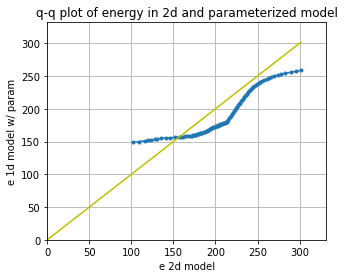 q-q plot of energy in 2d and parameterized model
300
250
200
150
100
50
0
e 1d model w/ param
0 50 100 150 200 250 300
e 2d model